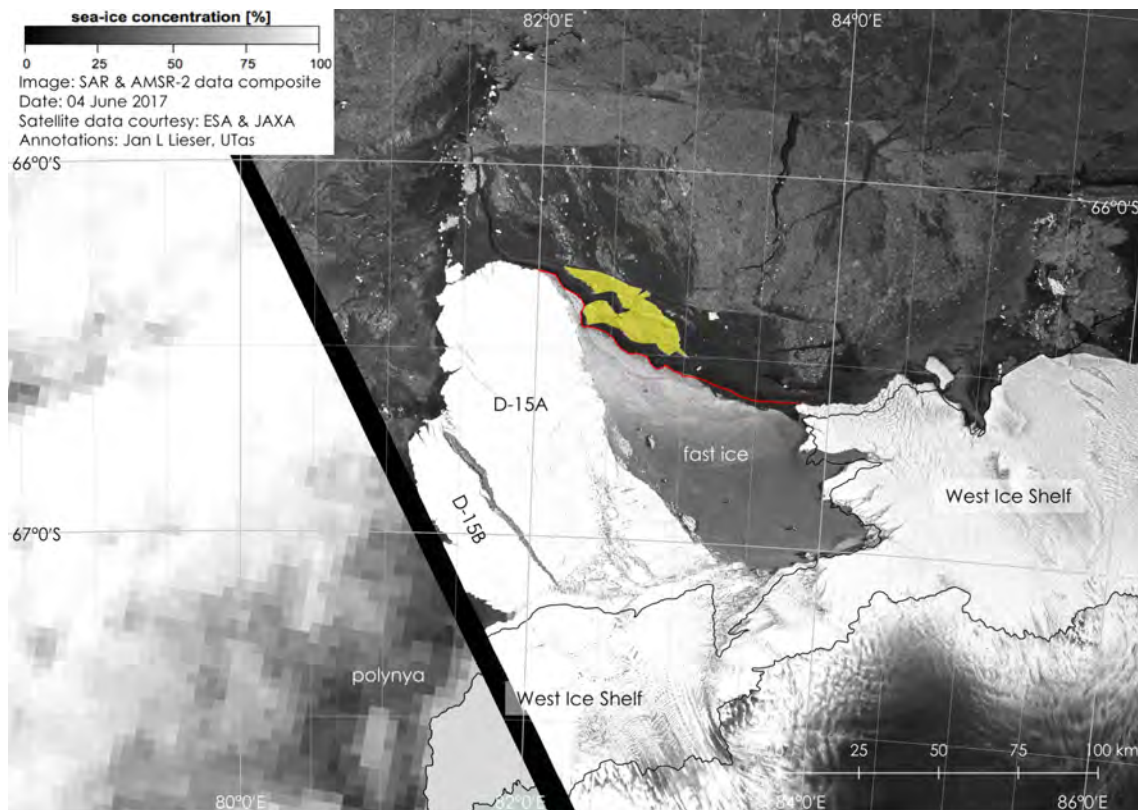 sea-ice concentration [%]
0 25 50 75 100
Image: SAR & AMSR-2 data composite
Date: 04 June 2017
Satellite data courtesy: ESA & JAXA
Annotations: Jan L Lieser, UTas
82°0'E
84°0'E
66°0'S
66°0'S
D-15A
fast ice
West Ice Shelf
D-15B
67°0'S
polynya
West Ice Shelf
25 50 75 100 km
80°0'E
82°0'E
84°0'E
86°0'E